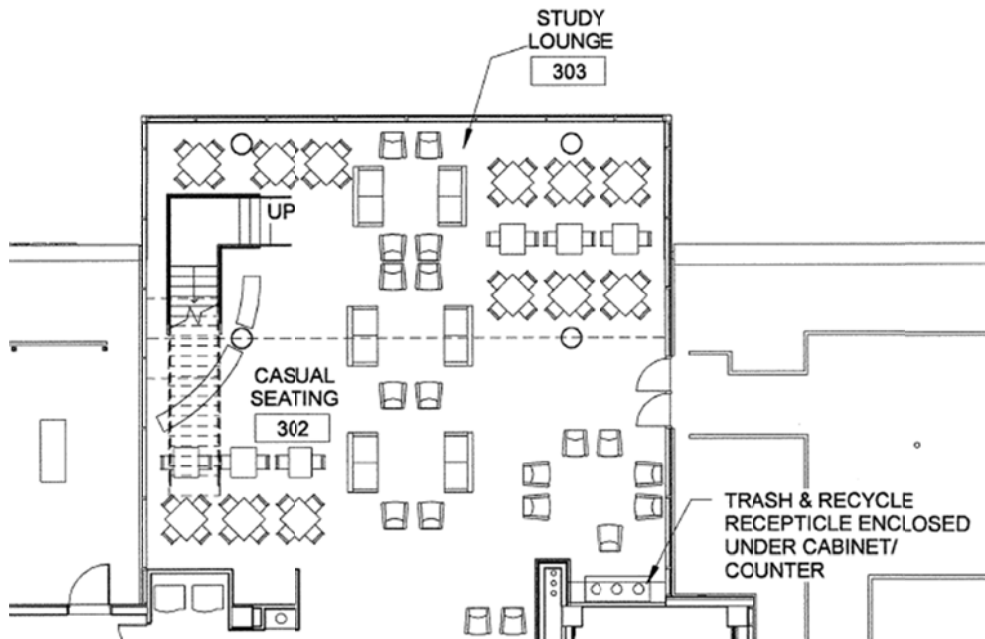 STUDY
LOUNGE
303
UP
CASUAL
SEATING
302
TRASH & RECYCLE
RECEPTICLE ENCLOSED
UNDER CABINET/
COUNTER